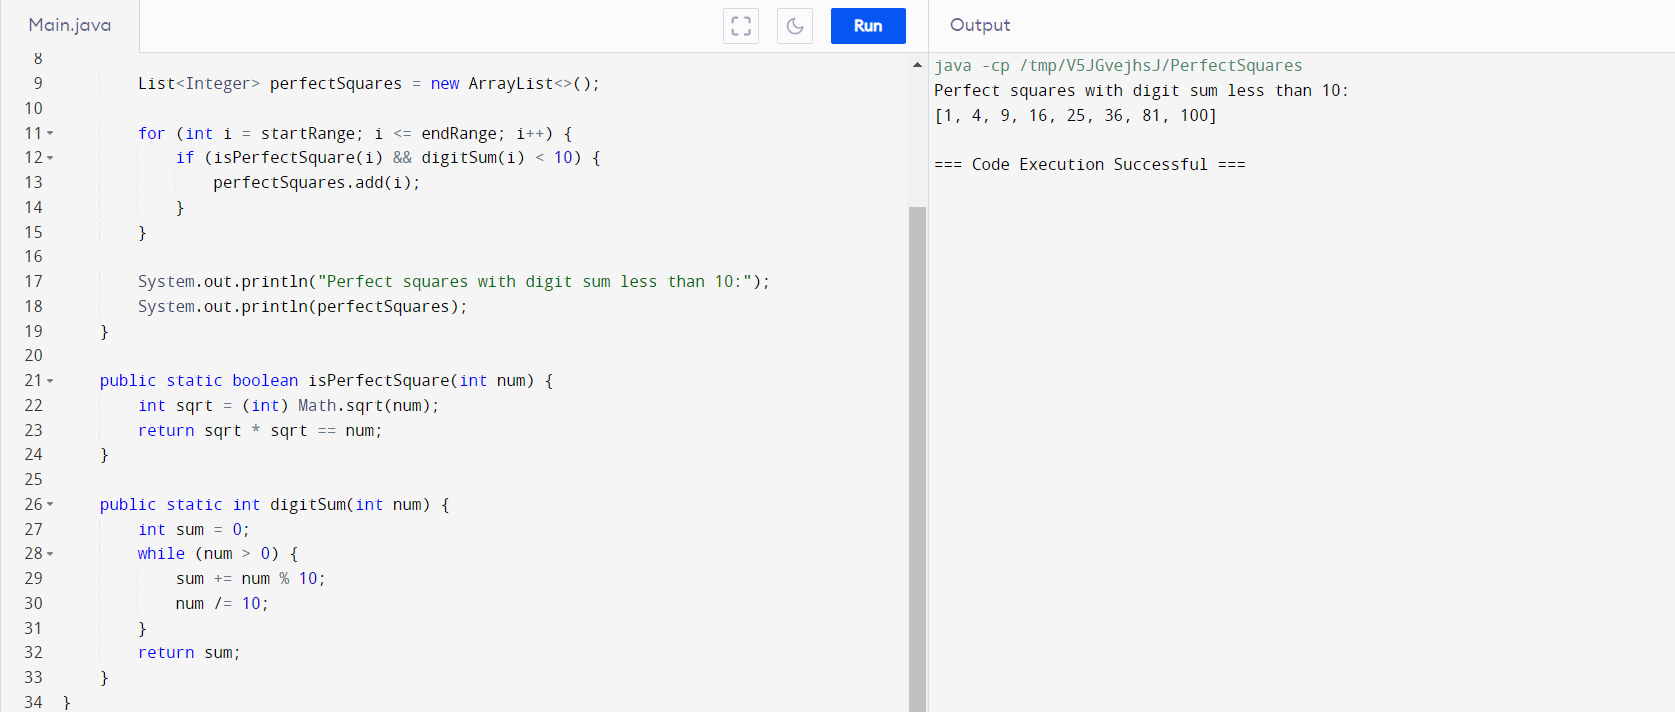 Main.java
Run
Output
8
9 List<Integer> perfectSquares = new ArrayList<>();
10
11 for (int i = startRange; i <= endRange; i++) {
12 if (isPerfectSquare(i) && digitSum(i) < 10) {
13 perfectSquares.add(i);
14 }
15 }
16
17 System.out.println("Perfect squares with digit sum less than 10:");
18 System.out.println(perfectSquares);
19 }
20
21 public static boolean isPerfectSquare(int num) {
22 int sqrt = (int) Math.sqrt(num);
23 return sqrt * sqrt == num;
24 }
25
26 public static int digitSum(int num) {
27 int sum = 0;
28 while (num > 0) {
29 sum += num % 10;
30 num /= 10;
31 }
32 return sum;
33 }
34 }
java -cp /tmp/V5JGvejhsJ/PerfectSquares
Perfect squares with digit sum less than 10:
[1, 4, 9, 16, 25, 36, 81, 100]
=== Code Execution Successful ===